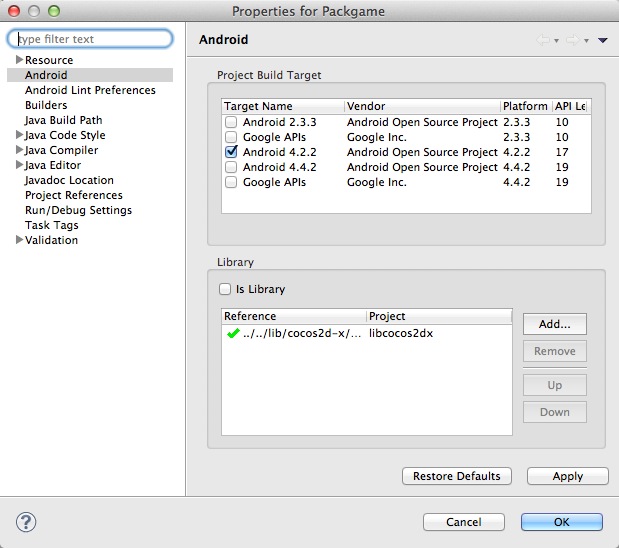 Properties for Packgame
type filter text
Resource
Android
Android Lint Preferences
Builders
Java Build Path
Java Code Style
Java Compiler
Java Editor
Javadoc Location
Project References
Run/Debug Settings
Task Tags
Validation
Android
Project Build Target
Target Name Vendor Platform API Le
Android 2.3.3 Android Open Source Project 2.3.3 10
Google APIs Google Inc. 2.3.3 10
Android 4.2.2 Android Open Source Project 4.2.2 17
Android 4.4.2 Android Open Source Project 4.4.2 19
Google APIs Google Inc. 4.4.2 19
Library
Is Library
Reference Project
../../lib/cocos2d-x/... libcocos2dx
Add...
Remove
Up
Down
Restore Defaults Apply
? Cancel OK